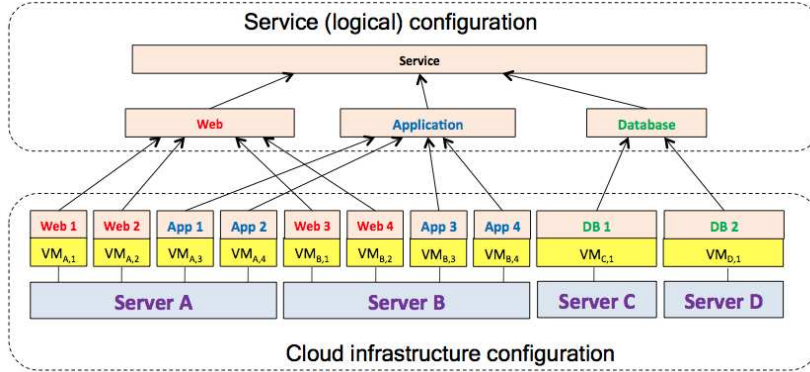 Service (logical) configuration
Service
Web Application Database
Web 1 Web 2 App 1 App 2 Web 3 Web 4 App 3 App 4 DB 1 DB 2
VMA,1 VMA,2 VMA,3 VMA,4 VMB,1 VMB,2 VMB,3 VMB,4 VMC,1 VMD,1
Server A Server B Server C Server D
Cloud infrastructure configuration